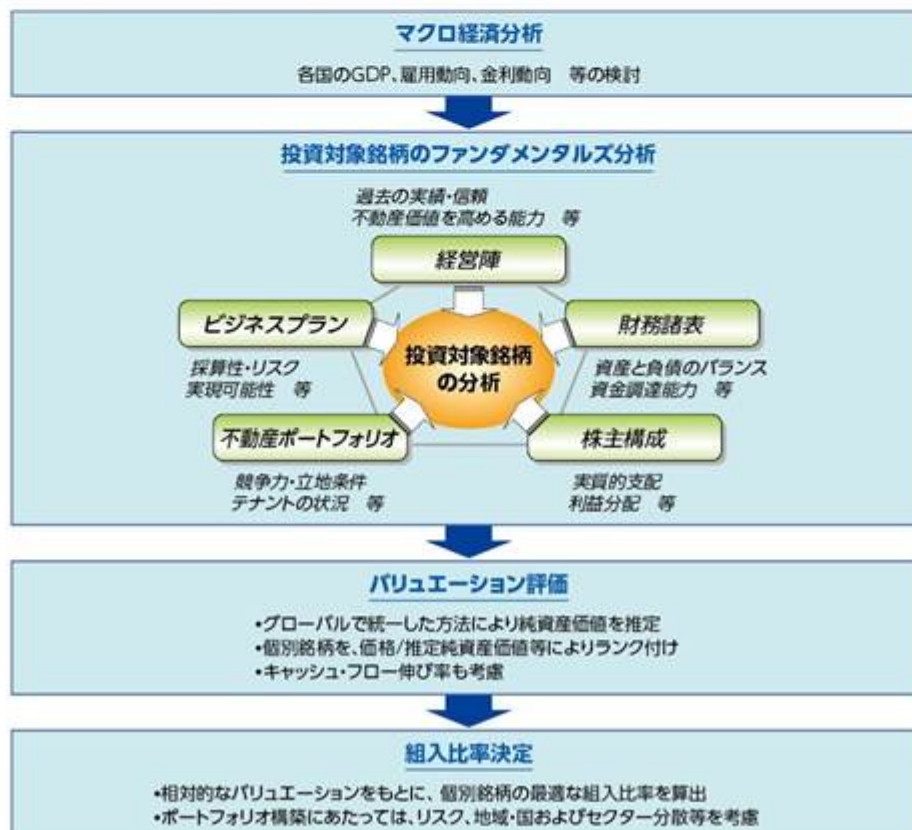 マクロ経済分析
各国のGDP、雇用動向、金利動向　等の検討
投資対象銘柄のファンダメンタルズ分析
過去の実績・信頼
不動産価値を高める能力　等
経営陣
ビジネスプラン
採算性・リスク
実現可能性　等
財務諸表
資産と負債のバランス
資金調達能力　等
投資対象銘柄
の分析
不動産ポートフォリオ
競争力・立地条件
テナントの状況　等
株主構成
実質的支配
利益分配　等
バリュエーション評価
•グローバルで統一した方法により純資産価値を推定
•個別銘柄を、価格/推定純資産価値等によりランク付け
•キャッシュ・フロー伸び率も考慮
組入比率決定
•相対的なバリュエーションをもとに、個別銘柄の最適な組入比率を算出
•ポートフォリオ構築にあたっては、リスク、地域・国およびセクター分散等を考慮